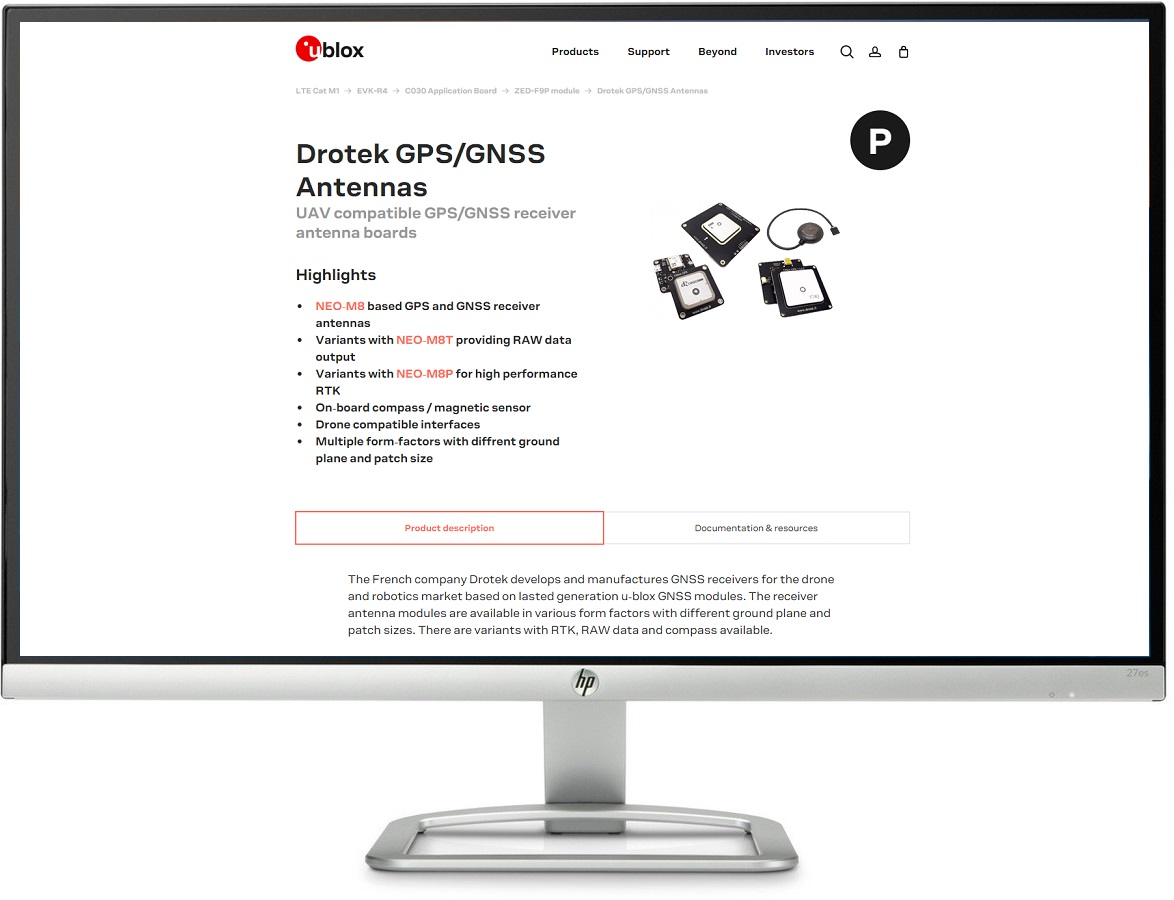 ublox
Products Support Beyond Investors
LTE Cat M1 → EVK-R4 → C030 Application Board → ZED-F9P module → Drotek GPS/GNSS Antennas
P
Drotek GPS/GNSS
Antennas
UAV compatible GPS/GNSS receiver
antenna boards
Highlights
• NEO-M8 based GPS and GNSS receiver
antennas
• Variants with NEO-M8T providing RAW data
output
• Variants with NEO-M8P for high performance
RTK
• On-board compass / magnetic sensor
• Drone compatible interfaces
• Multiple form-factors with diffrent ground
plane and patch size
Product description Documentation & resources
The French company Drotek develops and manufactures GNSS receivers for the drone
and robotics market based on lasted generation u-blox GNSS modules. The receiver
antenna modules are available in various form factors with different ground plane and
patch sizes. There are variants with RTK, RAW data and compass available.
hp
27es